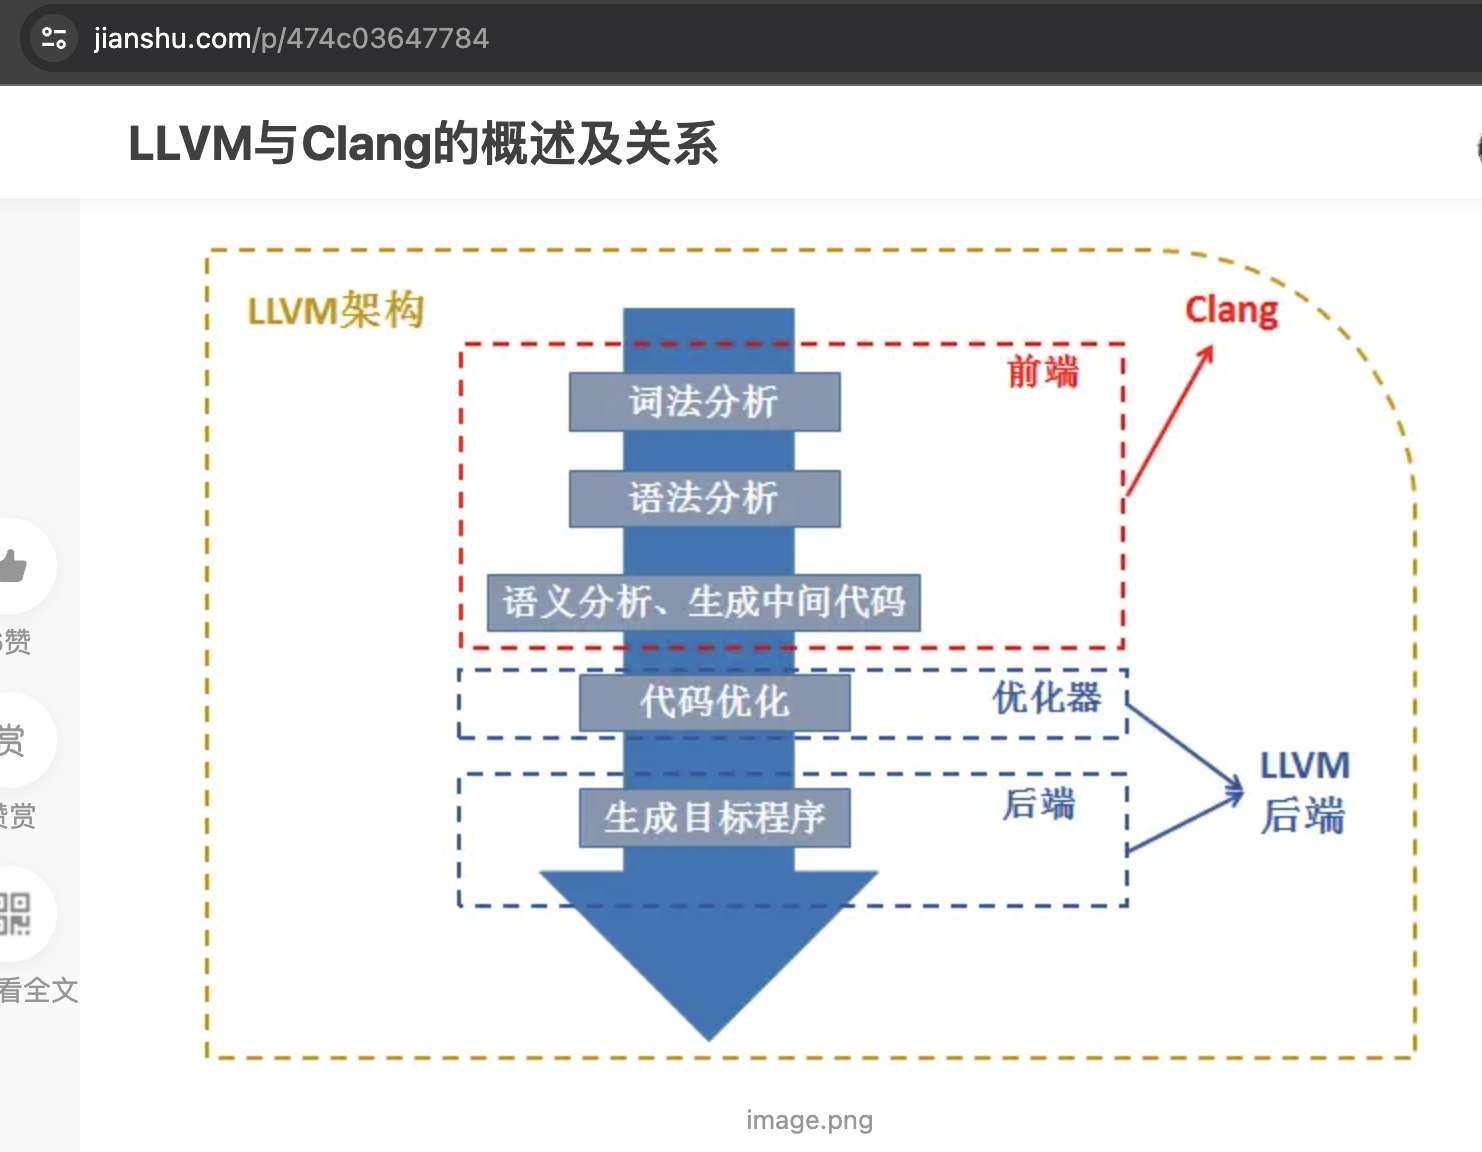 jianshu.com/p/474c03647784
LLVM与Clang的概述及关系
LLVM架构
Clang
前端
词法分析
语法分析
语义分析、生成中间代码
代码优化
优化器
生成目标程序
后端
LLVM
后端
赞
赏
赞赏
看全文
image.png